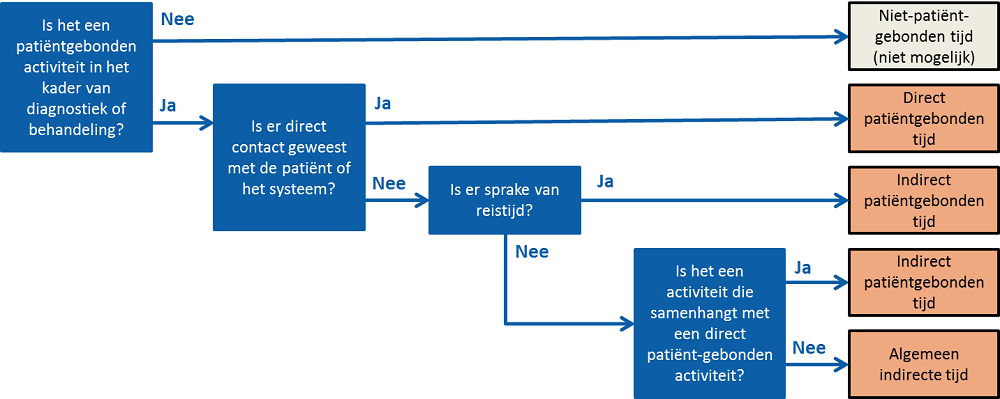 Is het een
patiëntgebonden
activiteit in het
kader van
diagnostiek of
behandeling?
Nee
Niet-patiënt-
gebonden tijd
(niet mogelijk)
Ja
Is er direct
contact geweest
met de patiënt of
het systeem?
Ja
Direct
patiëntgebonden
tijd
Nee
Is er sprake van
reistijd?
Ja
Indirect
patiëntgebonden
tijd
Nee
Is het een
activiteit die
samenhangt met
een direct
patiënt-gebonden
activiteit?
Ja
Indirect
patiëntgebonden
tijd
Nee
Algemeen
indirecte tijd